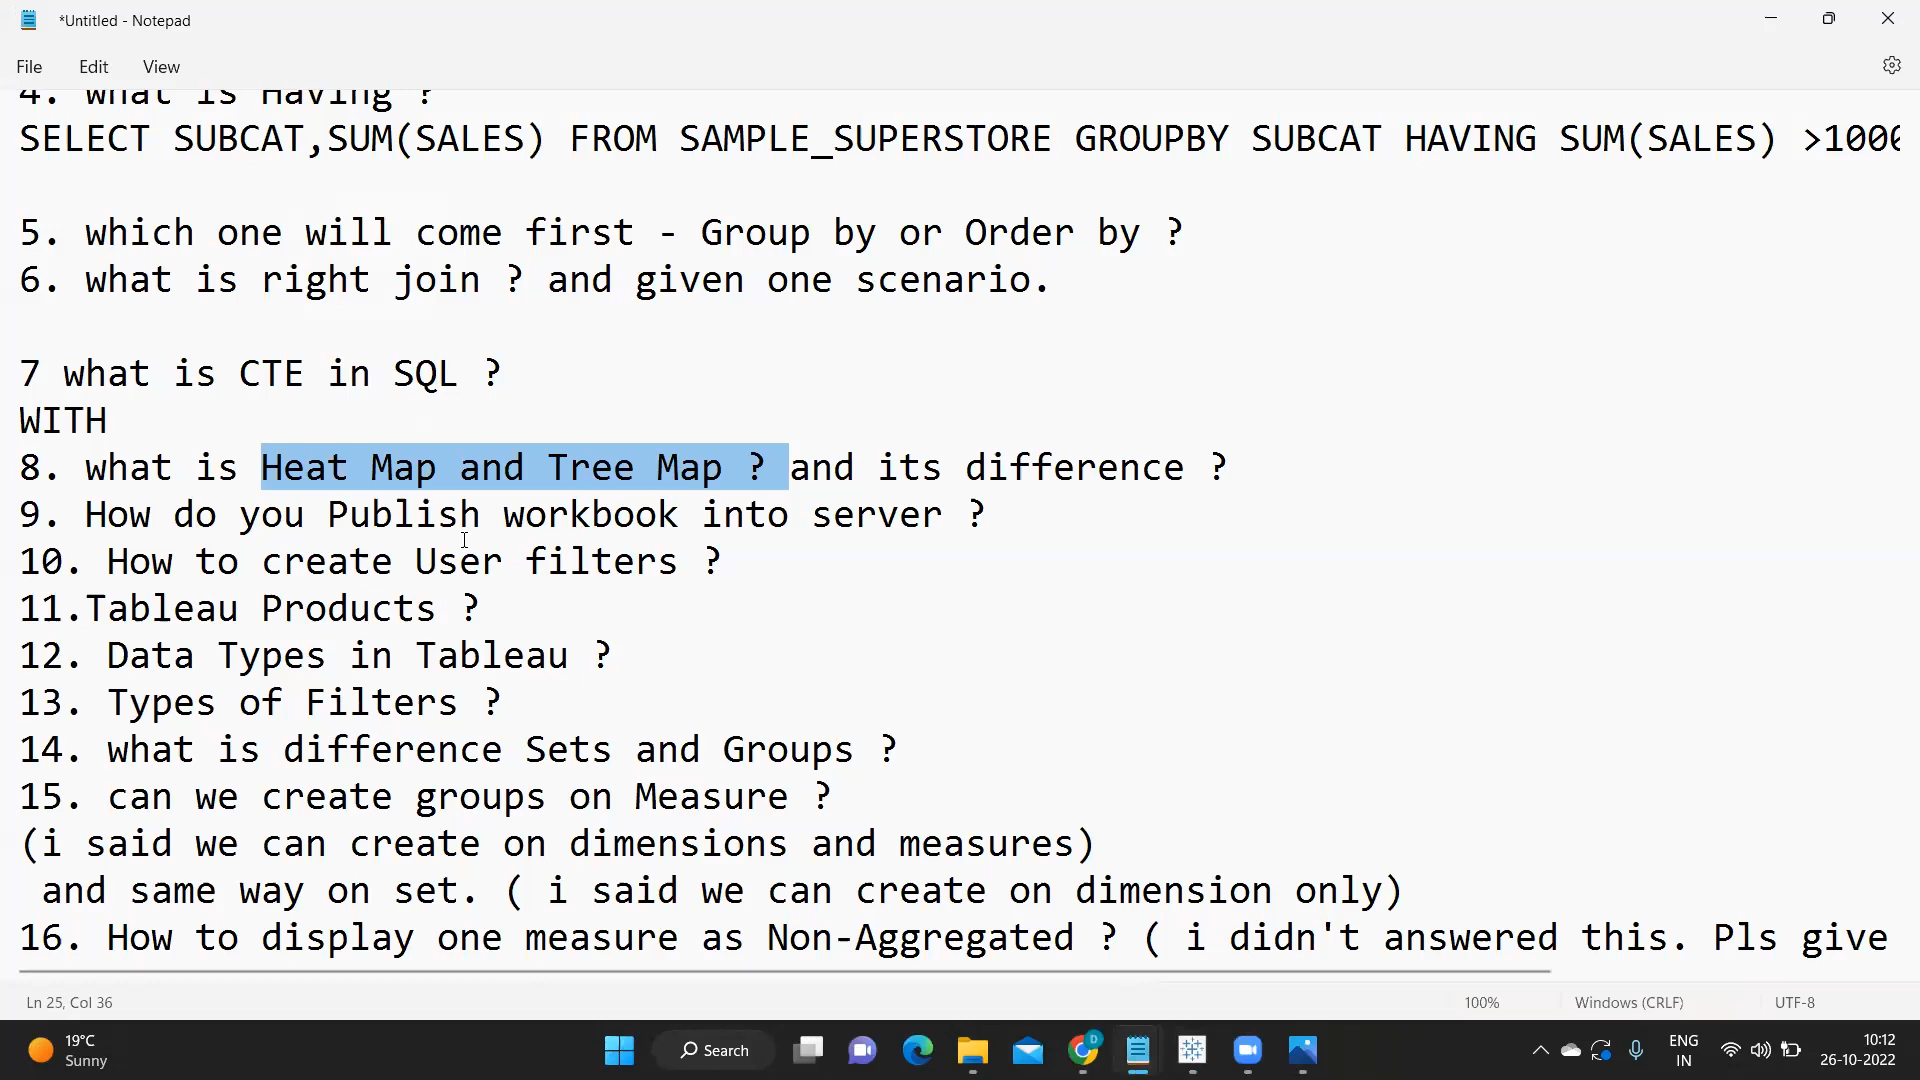 *Untitled - Notepad
File Edit View
4. what is Having ?
SELECT SUBCAT,SUM(SALES) FROM SAMPLE_SUPERSTORE GROUPBY SUBCAT HAVING SUM(SALES) >1000
5. which one will come first - Group by or Order by ?
6. what is right join ? and given one scenario.
7 what is CTE in SQL ?
WITH
8. what is Heat Map and Tree Map ? and its difference ?
9. How do you Publish workbook into server ?
10. How to create User filters ?
11.Tableau Products ?
12. Data Types in Tableau ?
13. Types of Filters ?
14. what is difference Sets and Groups ?
15. can we create groups on Measure ?
(i said we can create on dimensions and measures)
and same way on set. ( i said we can create on dimension only)
16. How to display one measure as Non-Aggregated ? ( i didn't answered this. Pls give
Ln 25, Col 36 100% Windows (CRLF) UTF-8
19°C
Sunny
Search
D
ENG
IN
10:12
26-10-2022